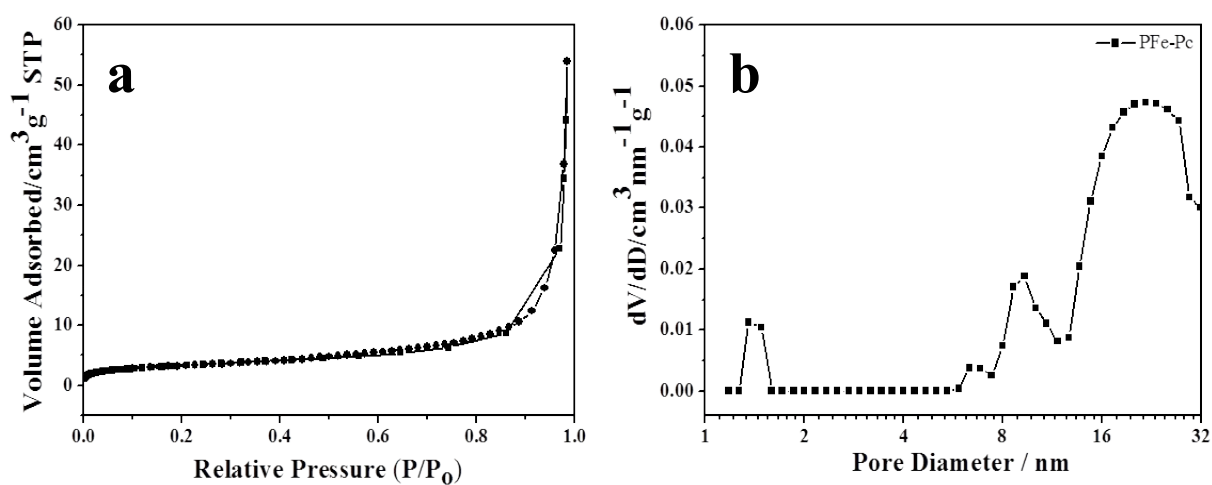 a
60
50
40
30
20
10
0
Volume Adsorbed/cm³g⁻¹ STP
0.0 0.2 0.4 0.6 0.8 1.0
Relative Pressure (P/Po)
b
PFe-Pc
0.06
0.05
0.04
0.03
0.02
0.01
0.00
dV/dD/cm³nm⁻¹g⁻¹
1 2 4 8 16 32
Pore Diameter / nm